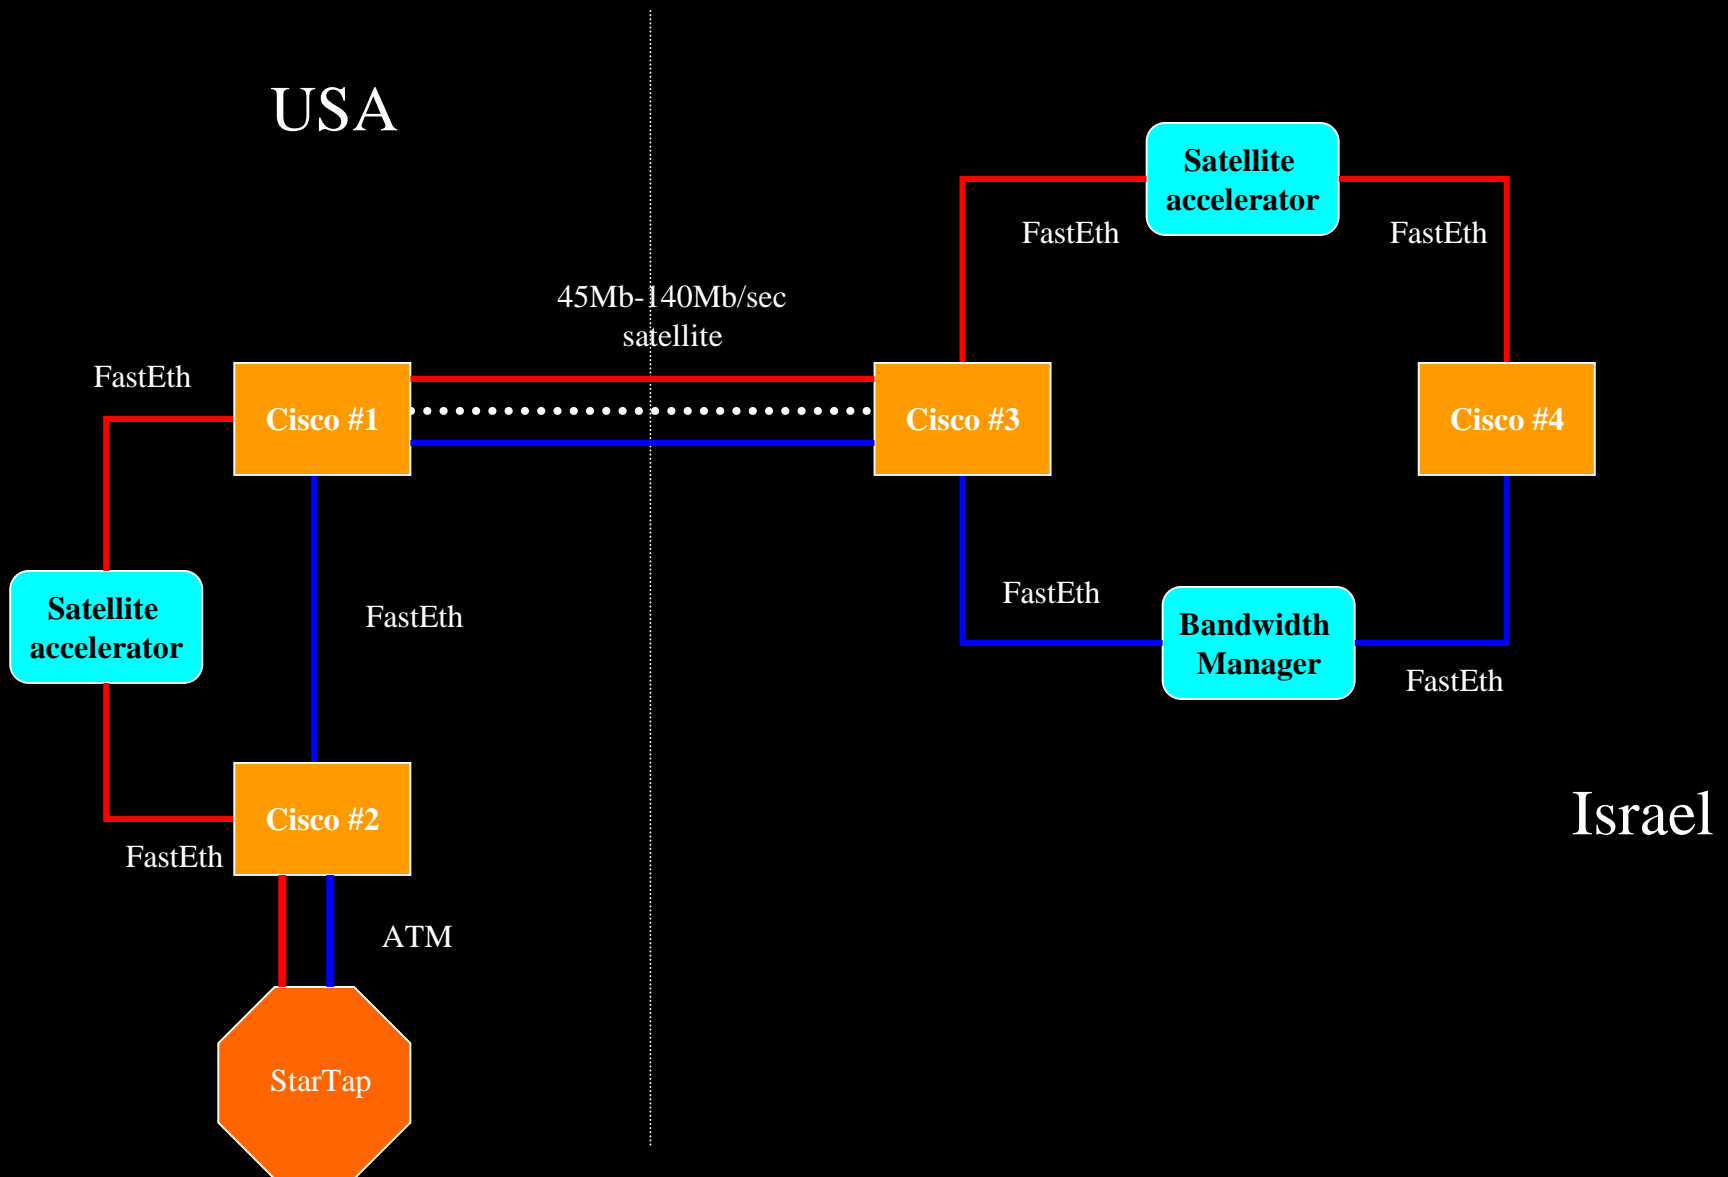 USA
Satellite
accelerator
FastEth
FastEth
45Mb-140Mb/sec
satellite
FastEth
Cisco #1
Cisco #3
Cisco #4
Satellite
accelerator
FastEth
FastEth
Bandwidth
Manager
FastEth
Israel
Cisco #2
FastEth
ATM
StarTap